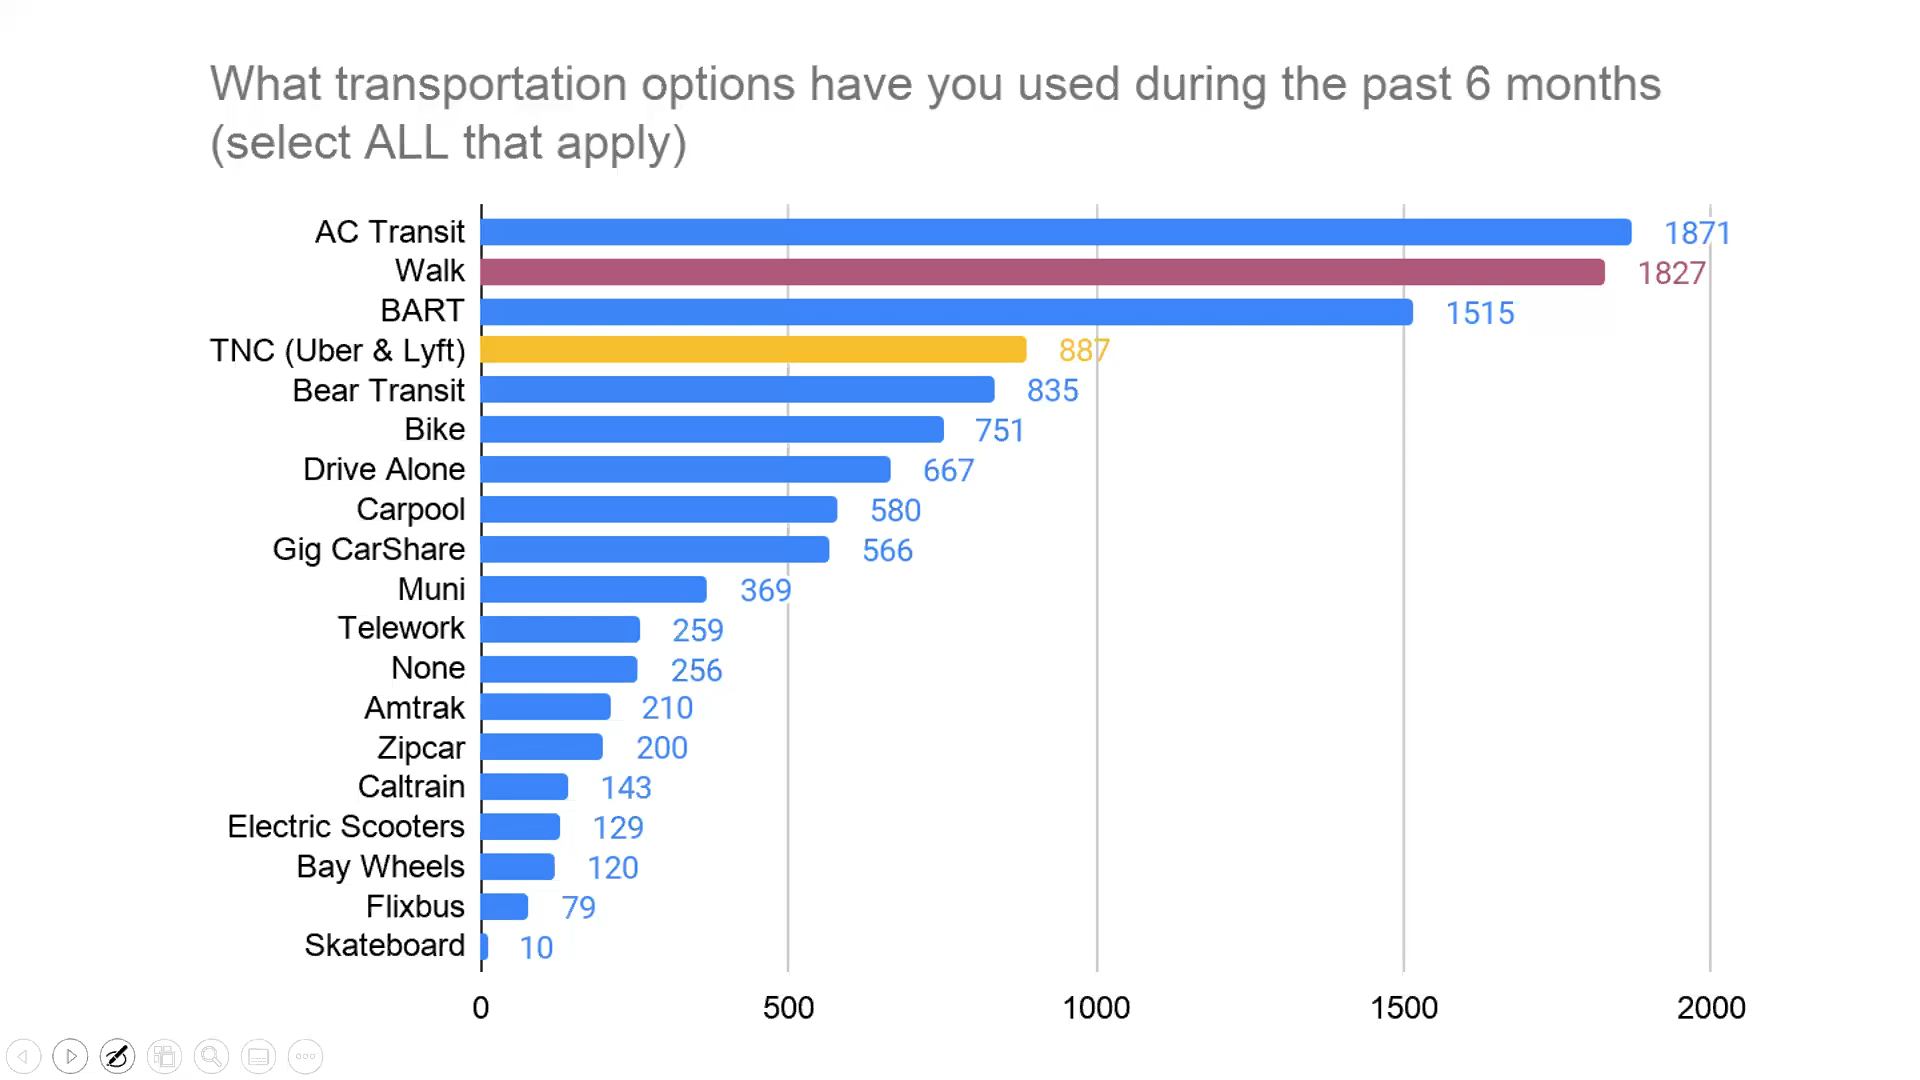 What transportation options have you used during the past 6 months
(select ALL that apply)
AC Transit 1871
Walk 1827
BART 1515
TNC (Uber & Lyft) 887
Bear Transit 835
Bike 751
Drive Alone 667
Carpool 580
Gig CarShare 566
Muni 369
Telework 259
None 256
Amtrak 210
Zipcar 200
Caltrain 143
Electric Scooters 129
Bay Wheels 120
Flixbus 79
Skateboard 10
0 500 1000 1500 2000